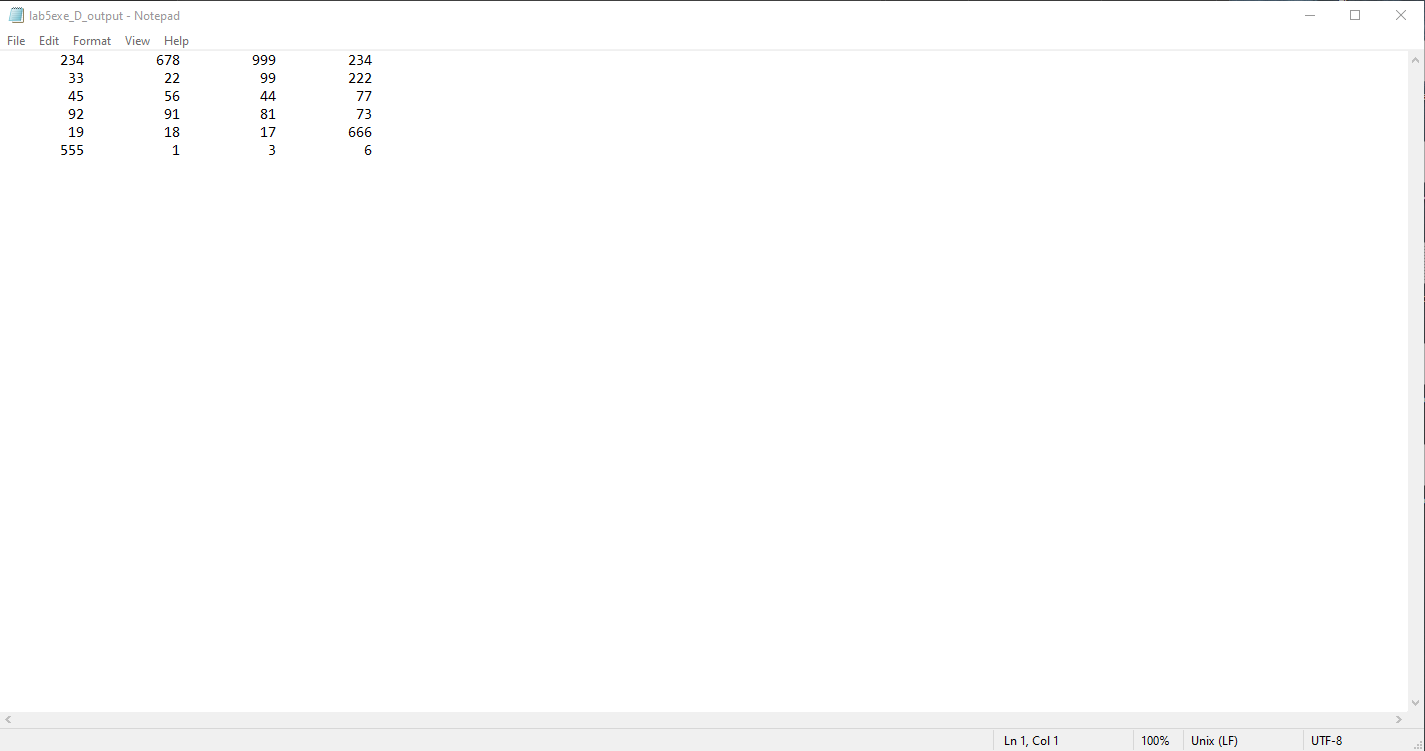 lab5exe_D_output - Notepad
File Edit Format View Help
234 678 999 234
33 22 99 222
45 56 44 77
92 91 81 73
19 18 17 666
555 1 3 6
Ln 1, Col 1 100% Unix (LF) UTF-8